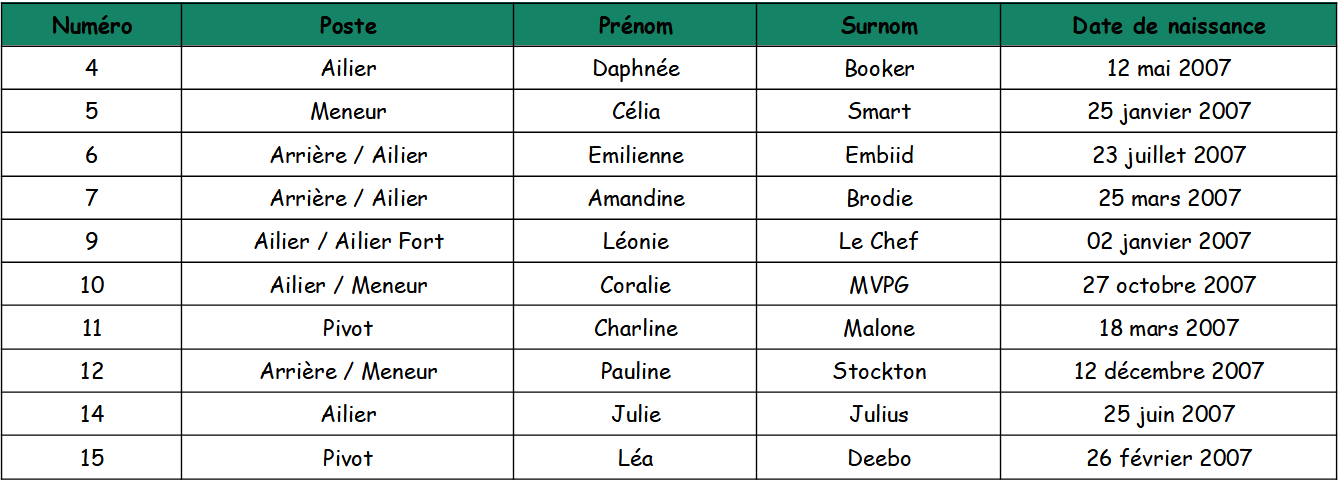 Numéro Poste Prénom Surnom Date de naissance
4 Ailier Daphnée Booker 12 mai 2007
5 Meneur Célia Smart 25 janvier 2007
6 Arrière / Ailier Emilienne Embiid 23 juillet 2007
7 Arrière / Ailier Amandine Brodie 25 mars 2007
9 Ailier / Ailier Fort Léonie Le Chef 02 janvier 2007
10 Ailier / Meneur Coralie MVPG 27 octobre 2007
11 Pivot Charline Malone 18 mars 2007
12 Arrière / Meneur Pauline Stockton 12 décembre 2007
14 Ailier Julie Julius 25 juin 2007
15 Pivot Léa Deebo 26 février 2007